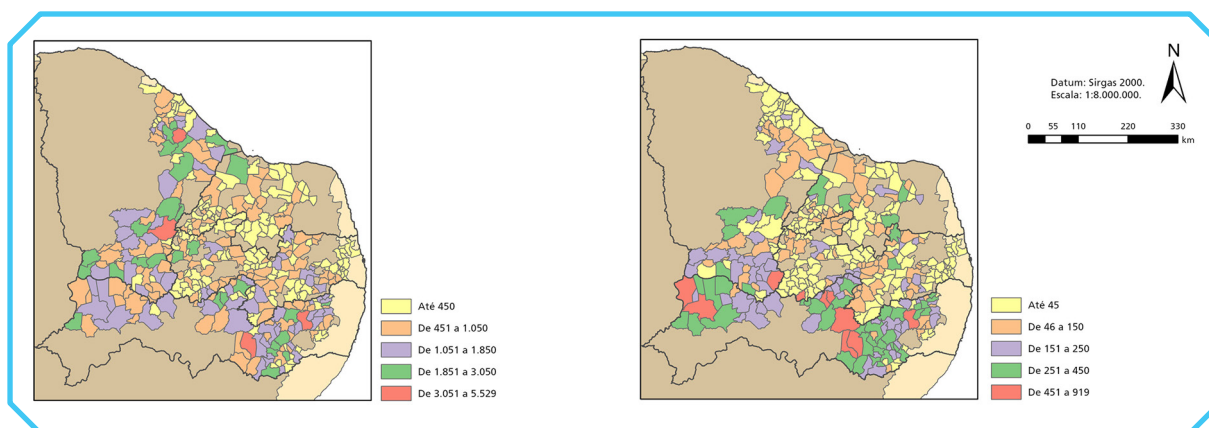 Até 450
De 451 a 1.050
De 1.051 a 1.850
De 1.851 a 3.050
De 3.051 a 5.529
Até 45
De 46 a 150
De 151 a 250
De 251 a 450
De 451 a 919
N
Datum: Sirgas 2000.
Escala: 1:8.000.000.
0 55 110 220 330
km